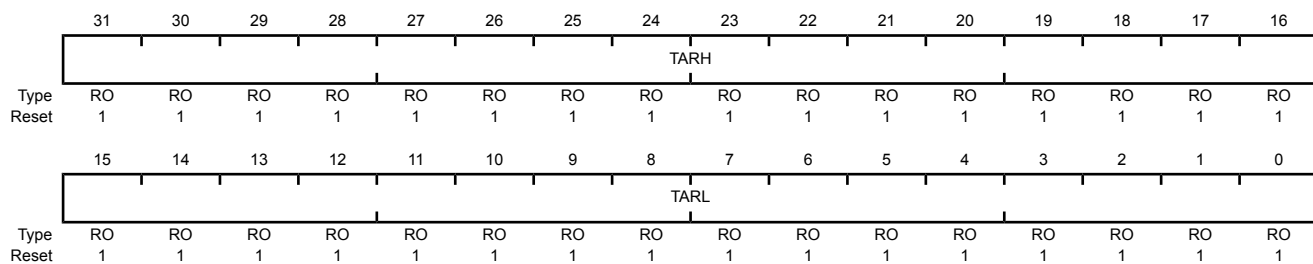 31 30 29 28 27 26 25 24 23 22 21 20 19 18 17 16
TARH
Type RO RO RO RO RO RO RO RO RO RO RO RO RO RO RO RO
Reset 1 1 1 1 1 1 1 1 1 1 1 1 1 1 1 1
15 14 13 12 11 10 9 8 7 6 5 4 3 2 1 0
TARL
Type RO RO RO RO RO RO RO RO RO RO RO RO RO RO RO RO
Reset 1 1 1 1 1 1 1 1 1 1 1 1 1 1 1 1